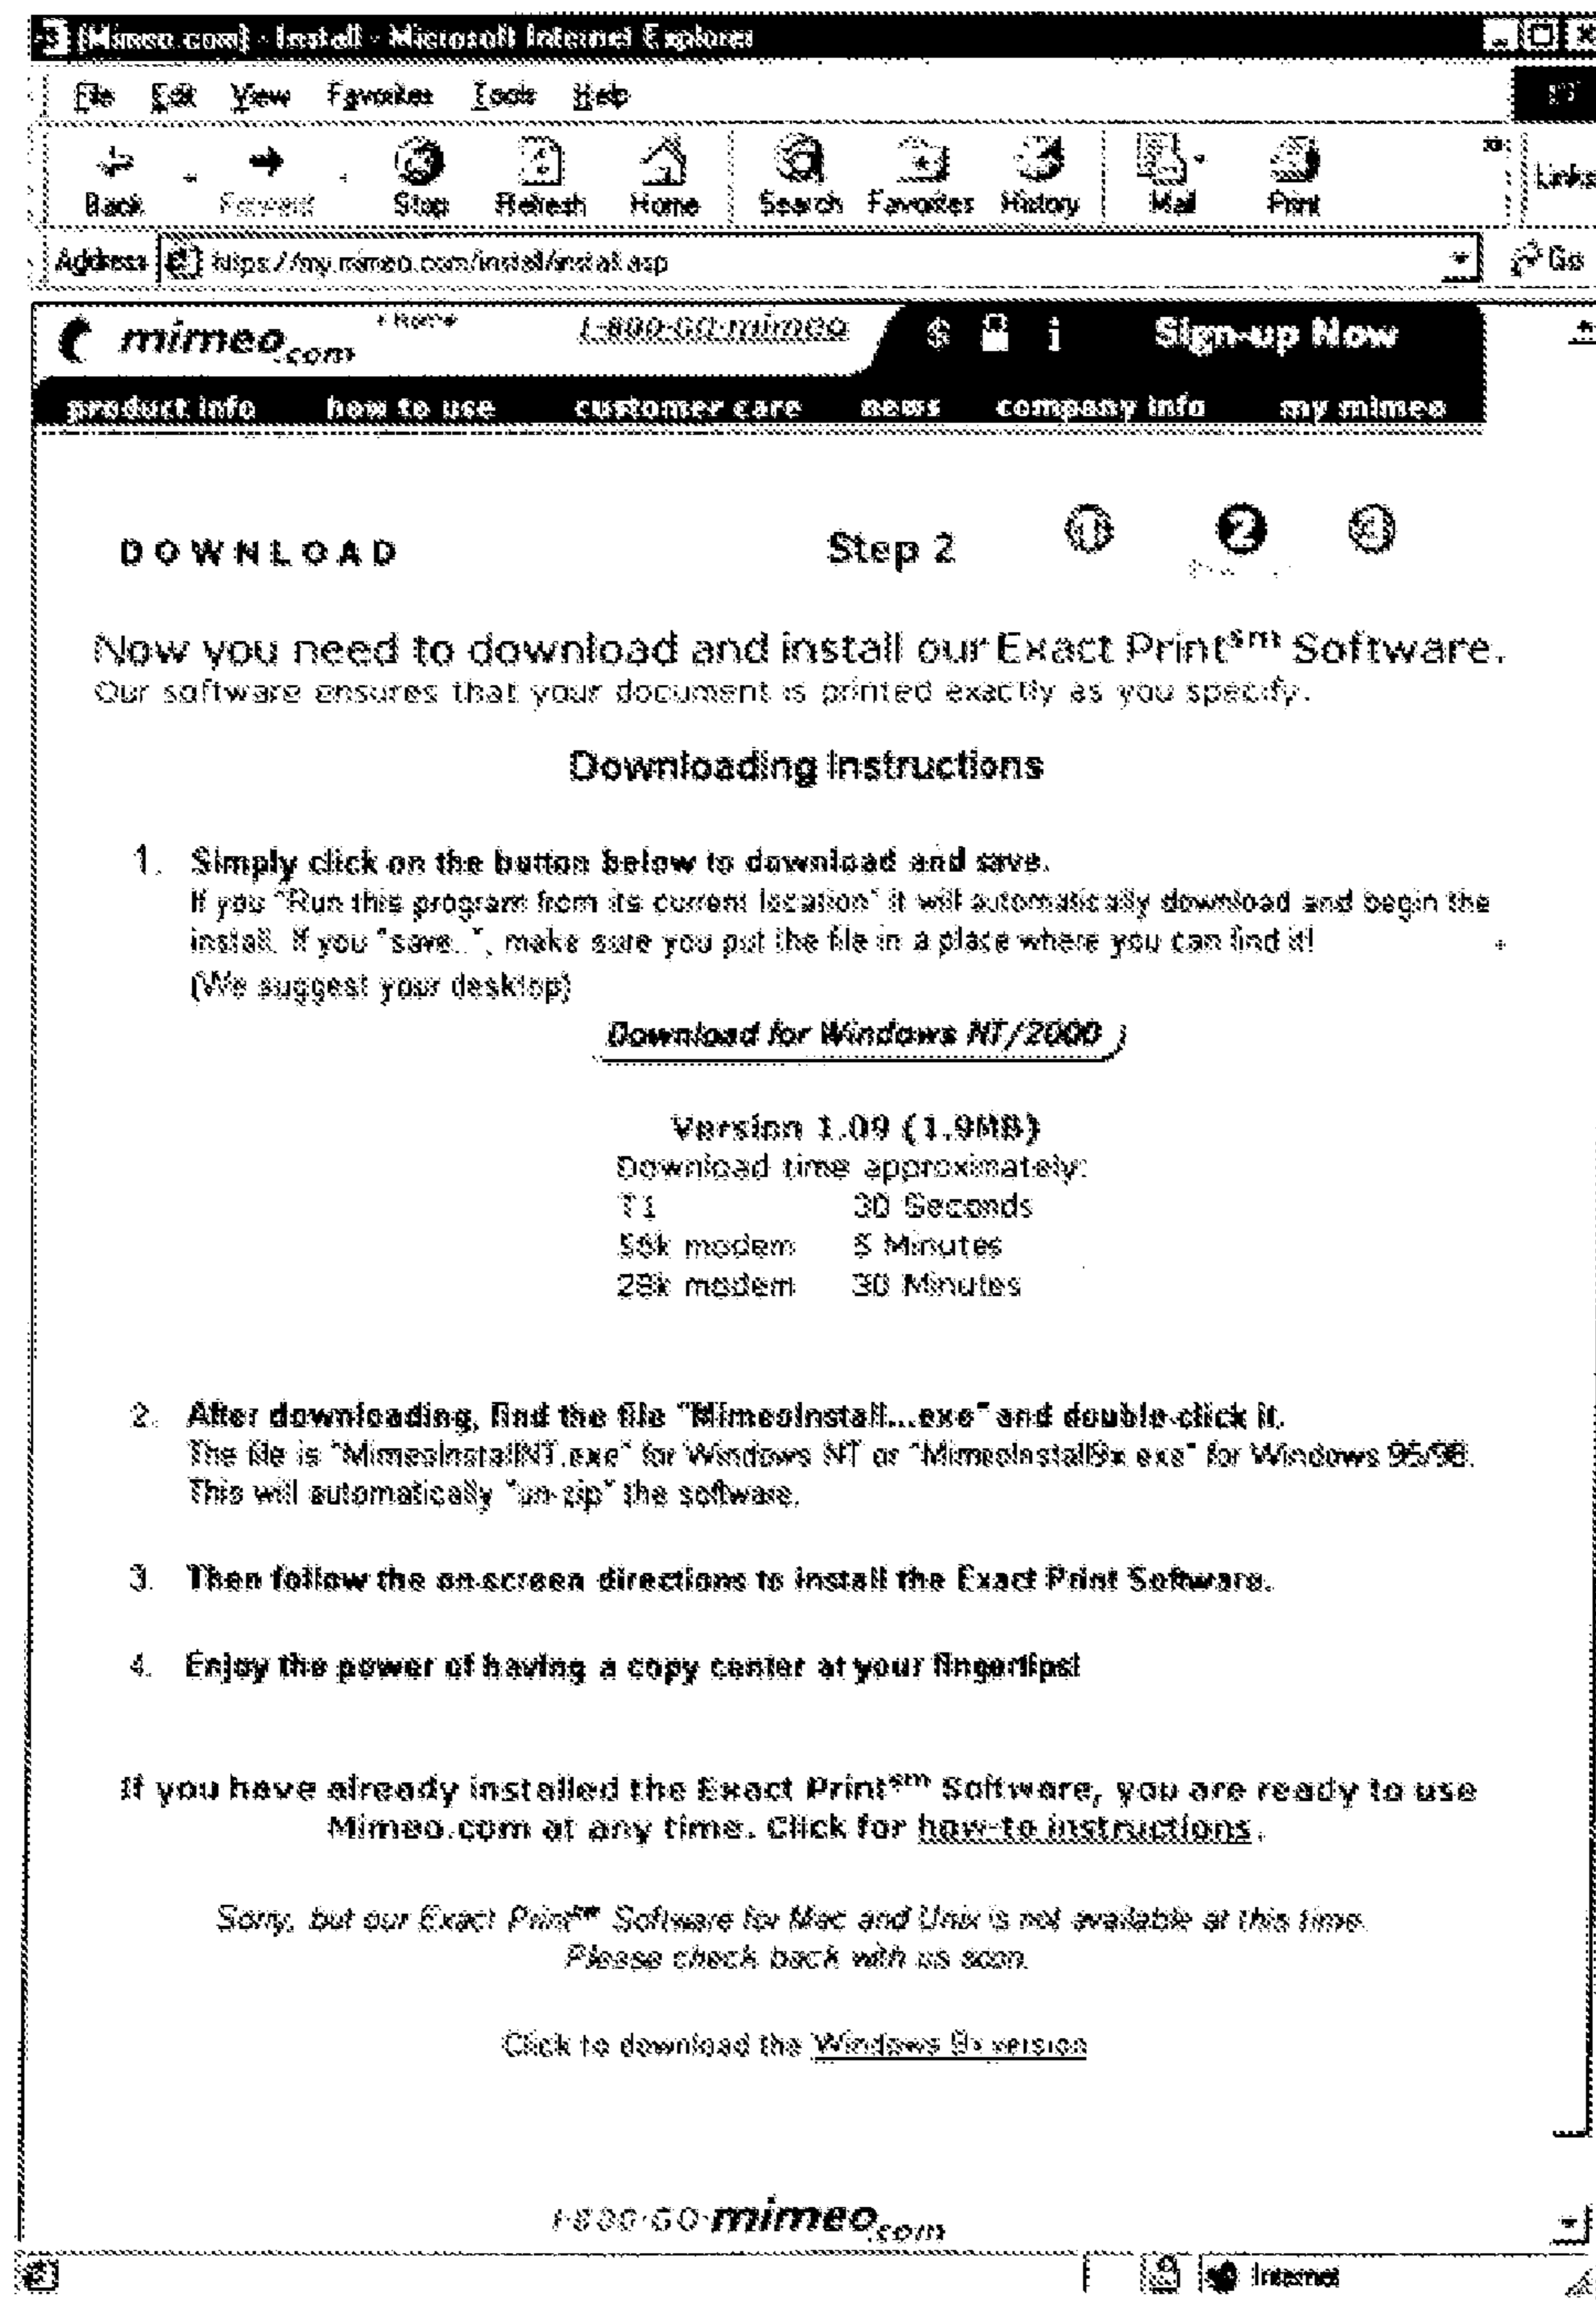 [Mimeo.com] - Install - Microsoft Internet Explorer
File Edit View Favorites Tools Help
Back Forward Stop Refresh Home Search Favorites History Mail Print Links
Address https://my.mimeo.com/install/install.asp Go
mimeo.com Home 1-800-GO-mimeo $ i Sign-up Now
product info how to use customer care news company info my mimeo
DOWNLOAD Step 2 1 2
Now you need to download and install our Exact Print℠ Software.
Our software ensures that your document is printed exactly as you specify.
Downloading Instructions
1. Simply click on the button below to download and save.
If you "Run this program from its current location" it will automatically download and begin the
install. If you "save..", make sure you put the file in a place where you can find it!
(We suggest your desktop)
Download for Windows NT/2000
Version 1.09 (1.9MB)
Download time approximately:
T1 30 Seconds
56k modem 5 Minutes
28k modem 30 Minutes
2. After downloading, find the file "MimeoInstall...exe" and double-click it.
The file is "MimeoInstallNT.exe" for Windows NT or "MimeoInstall9x.exe" for Windows 95/98.
This will automatically "un-zip" the software.
3. Then follow the on-screen directions to install the Exact Print Software.
4. Enjoy the power of having a copy center at your fingertips!
If you have already installed the Exact Print℠ Software, you are ready to use
Mimeo.com at any time. Click for how-to instructions.
Sorry, but our Exact Print℠ Software for Mac and Unix is not available at this time.
Please check back with us soon.
Click to download the Windows 9x version
1-800-GO-mimeo.com
Internet